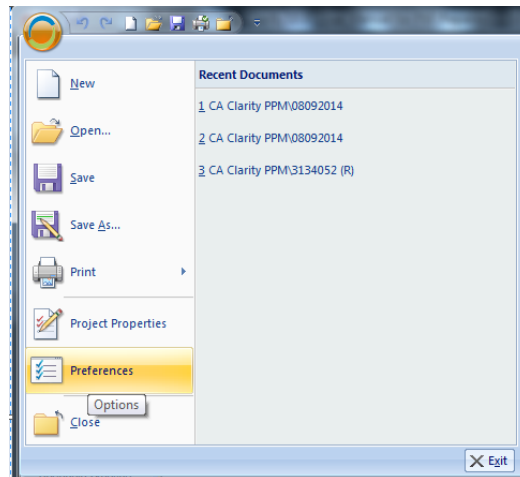 New
Open...
Save
Save As...
Print
Project Properties
Preferences
Options
Close
Recent Documents
1 CA Clarity PPM\08092014
2 CA Clarity PPM\08092014
3 CA Clarity PPM\3134052 (R)
Exit